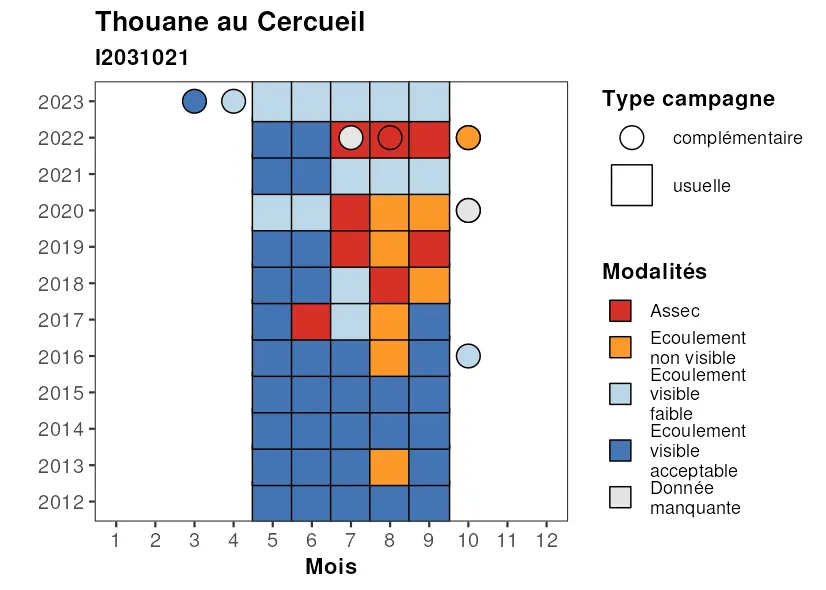 Thouane au Cercueil
I2031021
2023
2022
2021
2020
2019
2018
2017
2016
2015
2014
2013
2012
1 2 3 4 5 6 7 8 9 10 11 12
Mois
Type campagne
complémentaire
usuelle
Modalités
Assec
Ecoulement
non visible
Ecoulement
visible
faible
Ecoulement
visible
acceptable
Donnée
manquante